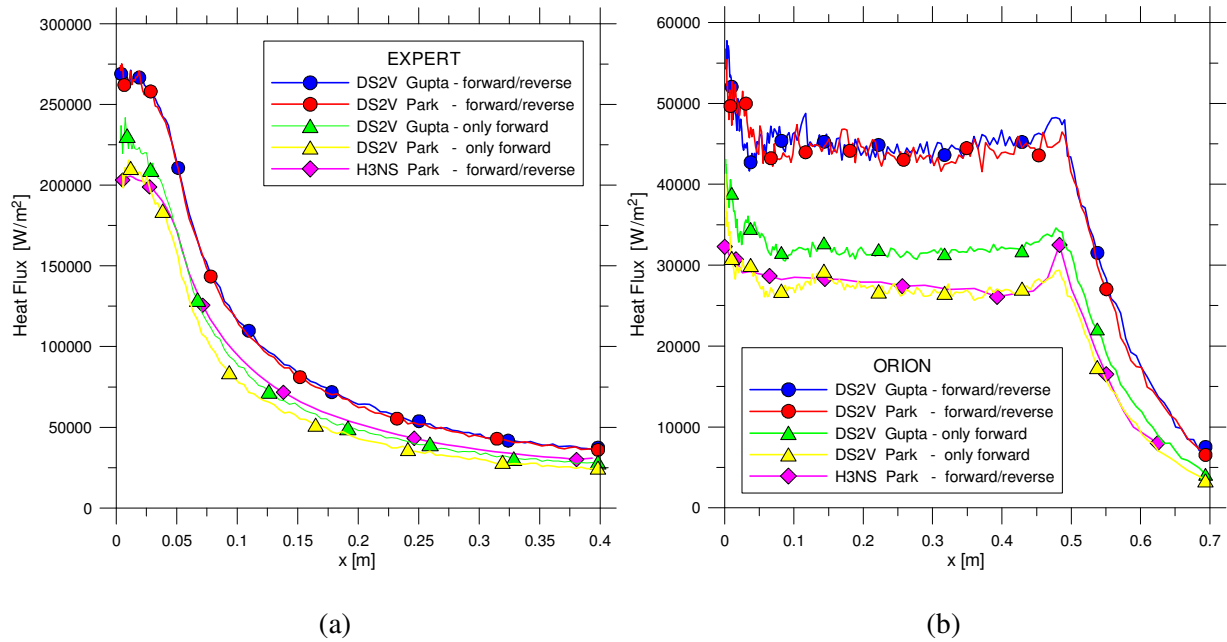 300000
250000
200000
150000
100000
50000
0
Heat Flux [W/m²]
EXPERT
DS2V Gupta - forward/reverse
DS2V Park - forward/reverse
DS2V Gupta - only forward
DS2V Park - only forward
H3NS Park - forward/reverse
0 0.05 0.1 0.15 0.2 0.25 0.3 0.35 0.4
x [m]
(a)
60000
50000
40000
30000
20000
10000
0
Heat Flux [W/m²]
ORION
DS2V Gupta - forward/reverse
DS2V Park - forward/reverse
DS2V Gupta - only forward
DS2V Park - only forward
H3NS Park - forward/reverse
0 0.1 0.2 0.3 0.4 0.5 0.6 0.7
x [m]
(b)